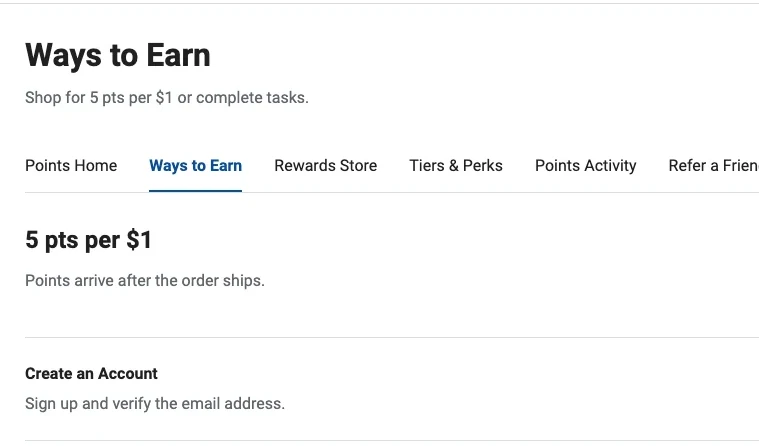 Ways to Earn
Shop for 5 pts per $1 or complete tasks.
Points Home Ways to Earn Rewards Store Tiers & Perks Points Activity Refer a Frien
5 pts per $1
Points arrive after the order ships.
Create an Account
Sign up and verify the email address.